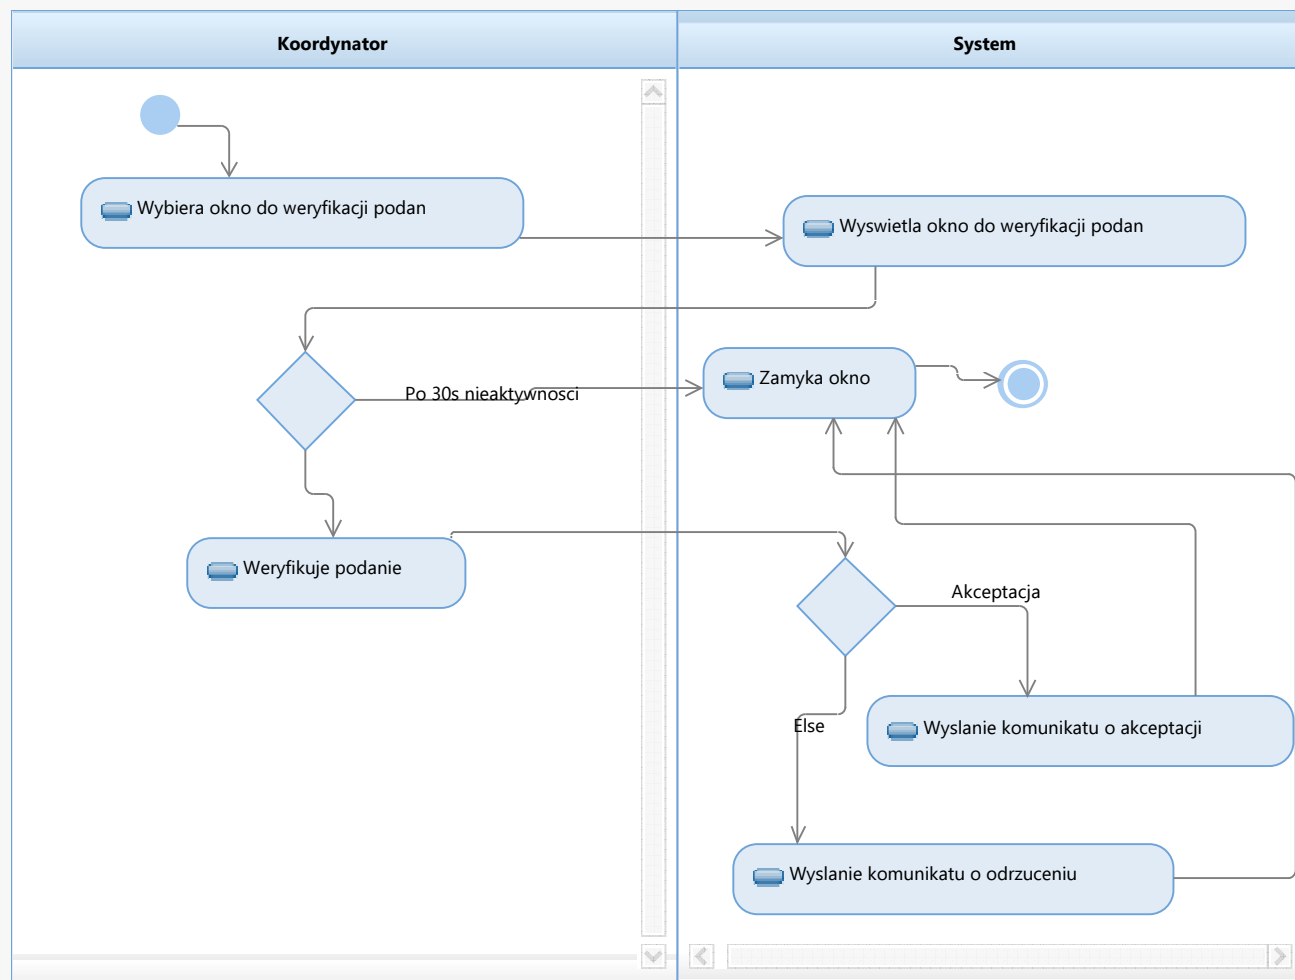 Koordynator
System
Wybiera okno do weryfikacji podan
Wyswietla okno do weryfikacji podan
Zamyka okno
Po 30s nieaktywnosci
Weryfikuje podanie
Akceptacja
Else
Wyslanie komunikatu o akceptacji
Wyslanie komunikatu o odrzuceniu